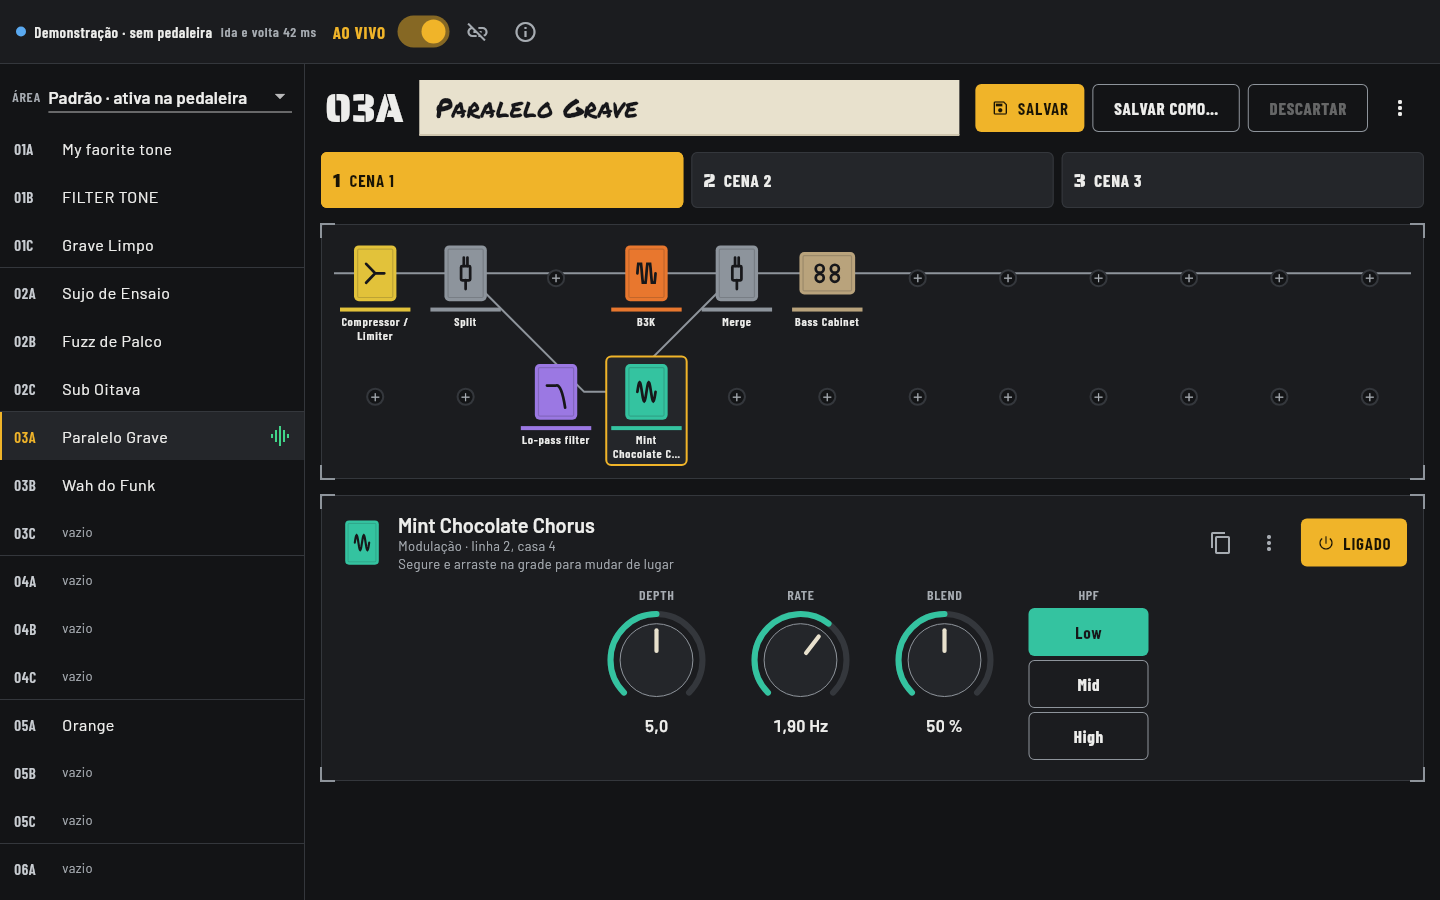 Demonstração · sem pedaleira Ida e volta 42 ms AO VIVO
ÁREA Padrão · ativa na pedaleira
01A My faorite tone
01B FILTER TONE
01C Grave Limpo
02A Sujo de Ensaio
02B Fuzz de Palco
02C Sub Oitava
03A Paralelo Grave
03B Wah do Funk
03C vazio
04A vazio
04B vazio
04C vazio
05A Orange
05B vazio
05C vazio
06A vazio
03A Paralelo Grave SALVAR SALVAR COMO... DESCARTAR
1 CENA 1 2 CENA 2 3 CENA 3
Compressor /
Limiter
Split
B3K
Merge
Bass Cabinet
Lo-pass filter
Mint
Chocolate C...
Mint Chocolate Chorus
Modulação · linha 2, casa 4
Segure e arraste na grade para mudar de lugar
LIGADO
DEPTH RATE BLEND HPF
Low
Mid
High
5,0 1,90 Hz 50 %